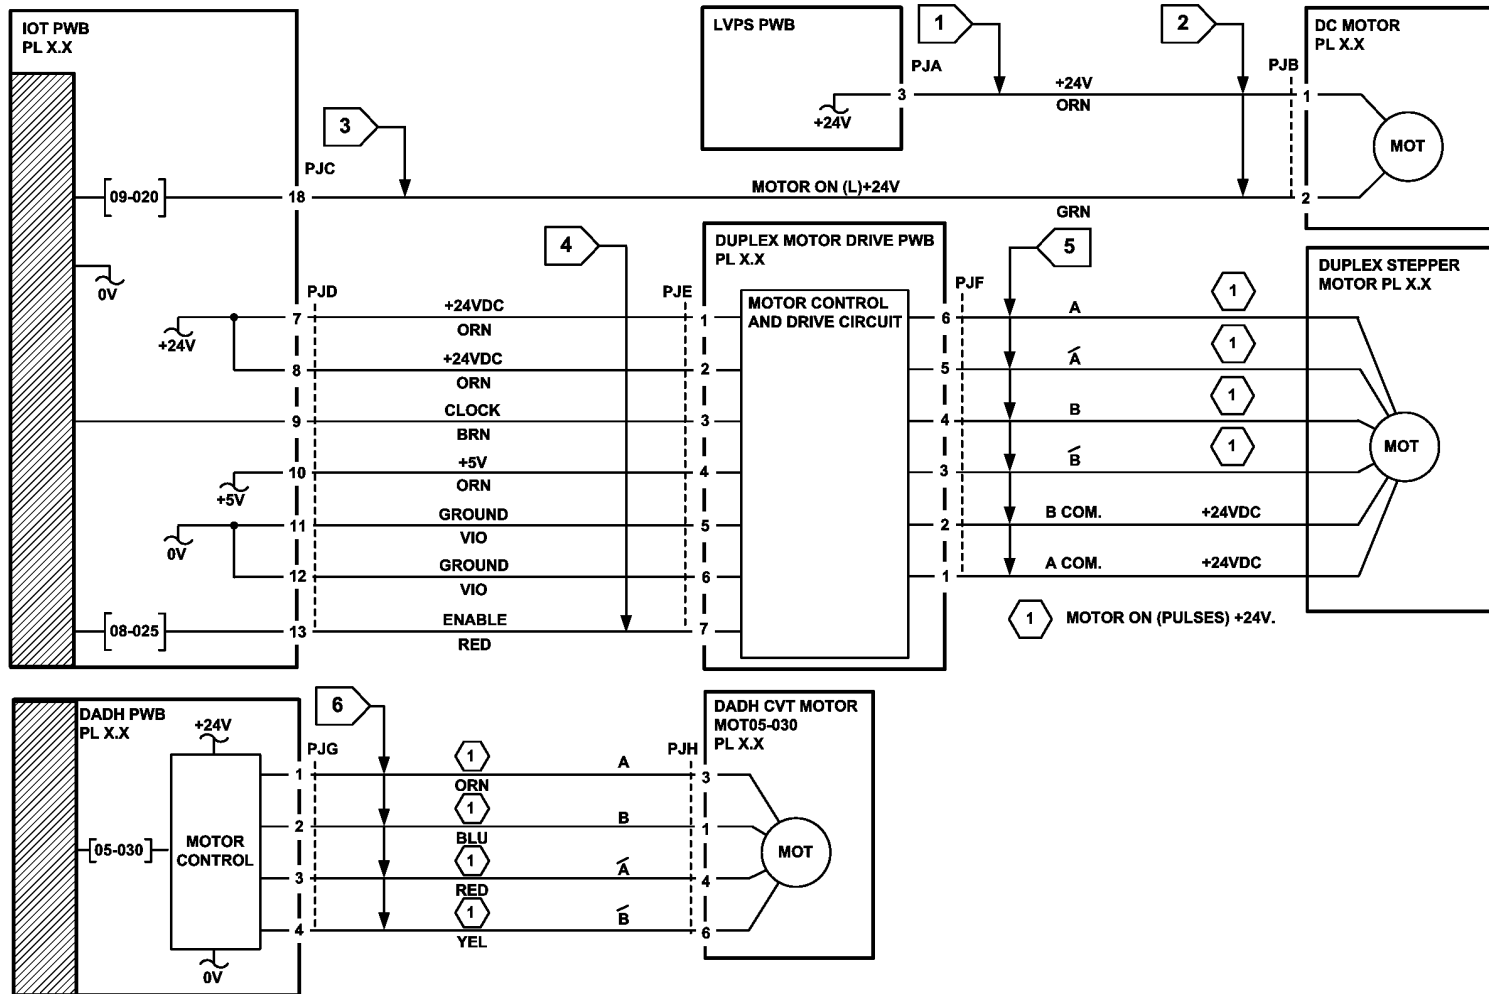 IOT PWB
PL X.X
LVPS PWB
1
2
DC MOTOR
PL X.X
PJA
PJB
3
+24V
+24V
ORN
1
MOT
3
PJC
[09-020]
18
MOTOR ON (L)+24V
GRN
2
0V
4
DUPLEX MOTOR DRIVE PWB
PL X.X
5
DUPLEX STEPPER
MOTOR PL X.X
PJD
PJE
PJF
MOTOR CONTROL
AND DRIVE CIRCUIT
+24V
7
+24VDC
ORN
1
6
A
1
8
+24VDC
ORN
2
5
A
1
9
CLOCK
BRN
3
4
B
1
MOT
+5V
10
+5V
ORN
4
3
B
1
0V
11
GROUND
VIO
5
2
B COM.
+24VDC
12
GROUND
VIO
6
1
A COM.
+24VDC
[08-025]
13
ENABLE
RED
7
1
MOTOR ON (PULSES) +24V.
DADH PWB
PL X.X
+24V
6
DADH CVT MOTOR
MOT05-030
PL X.X
PJG
PJH
1
1
ORN
A
3
2
1
BLU
B
1
[05-030]
MOTOR
CONTROL
MOT
3
1
RED
A
4
4
1
YEL
B
6
0V